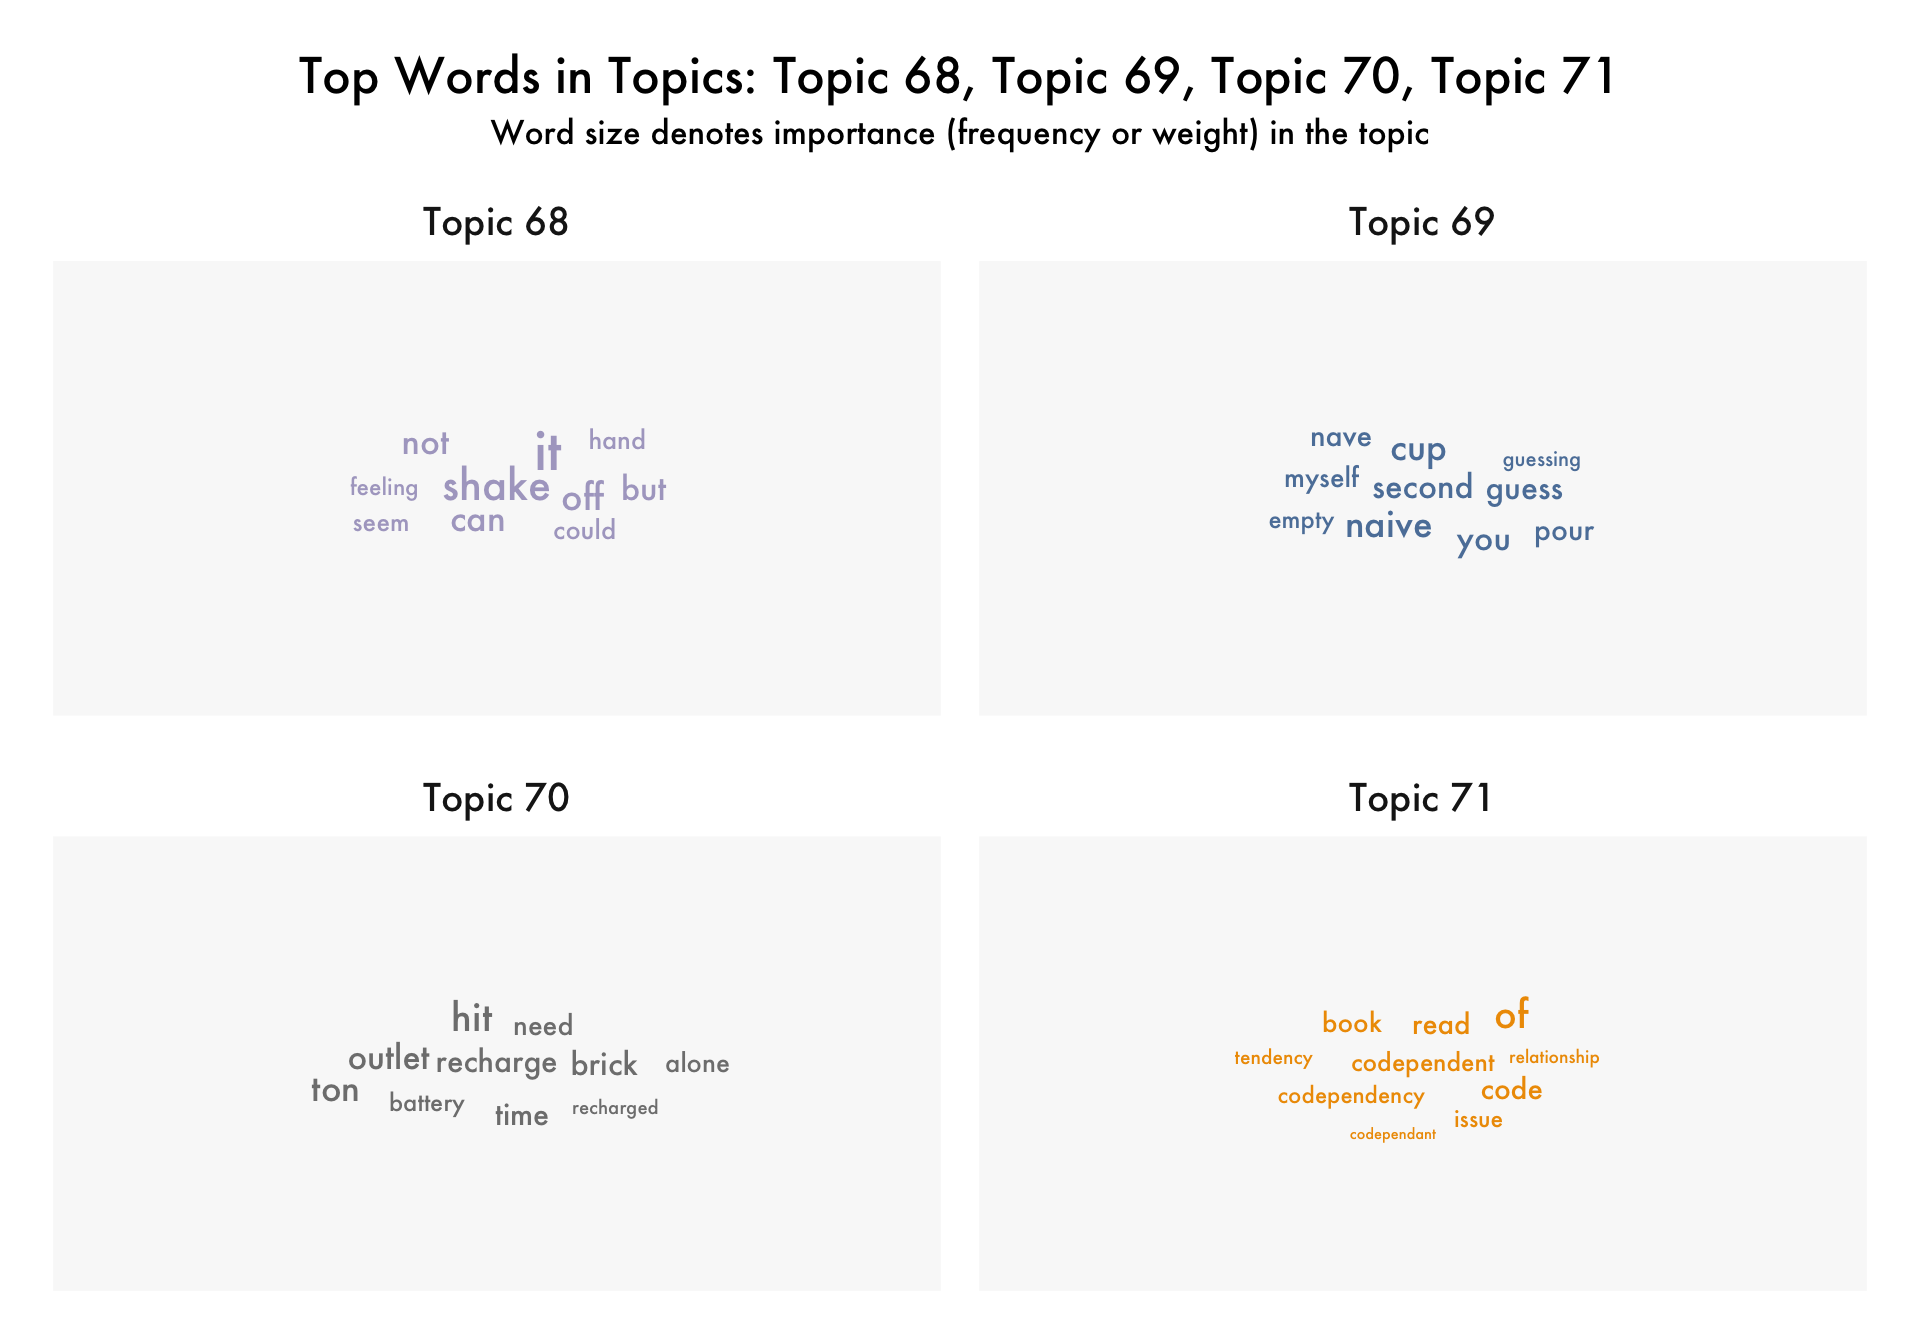 Top Words in Topics: Topic 68, Topic 69, Topic 70, Topic 71
Word size denotes importance (frequency or weight) in the topic
Topic 68
not it hand
feeling shake off but
seem can could
Topic 69
nave cup guessing
myself second guess
empty naive you pour
Topic 70
hit need
outlet recharge brick alone
ton battery time recharged
Topic 71
book read of
tendency codependent relationship
codependency code
issue
codependant